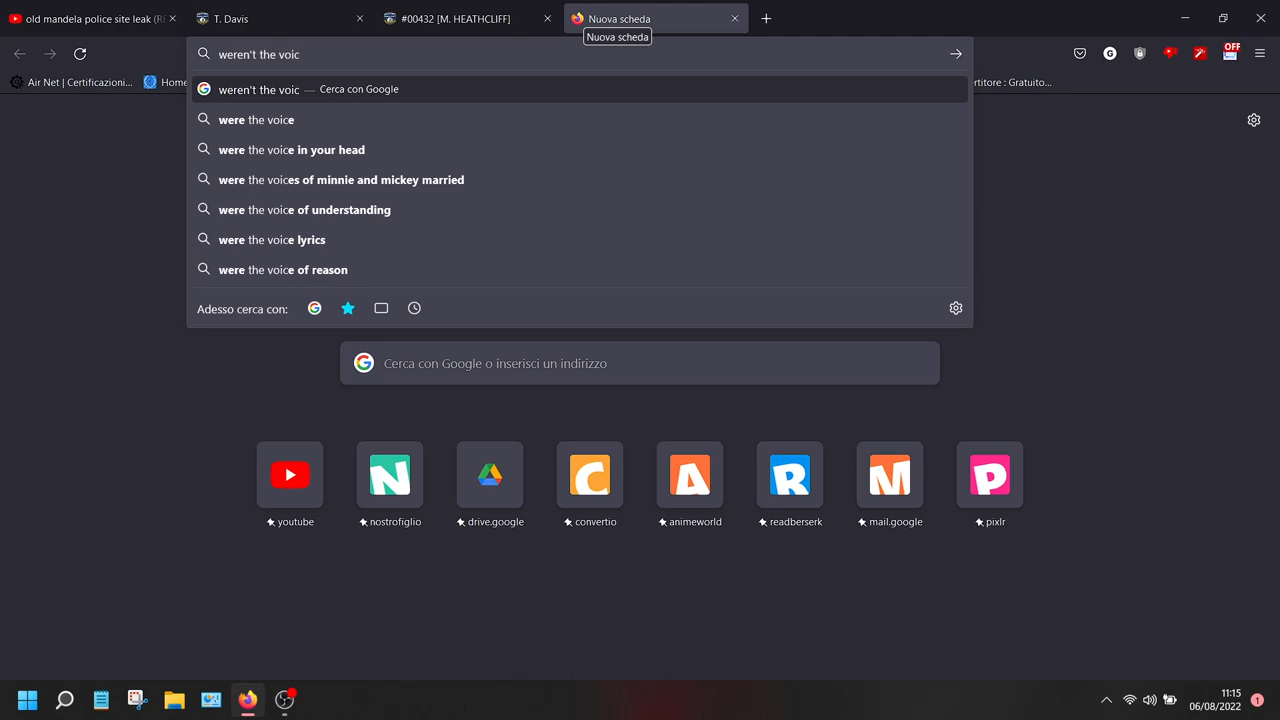 old mandela police site leak (RE
T. Davis
#00432 [M. HEATHCLIFF]
Nuova scheda
Nuova scheda
weren't the voic
G
OFF
Air Net | Certificazioni...
Home
ertitore : Gratuito...
weren't the voic — Cerca con Google
were the voice
were the voice in your head
were the voices of minnie and mickey married
were the voice of understanding
were the voice lyrics
were the voice of reason
Adesso cerca con:
Cerca con Google o inserisci un indirizzo
N
C
A
R
M
P
youtube
nostrofiglio
drive.google
convertio
animeworld
readberserk
mail.google
pixlr
11:15
06/08/2022
1